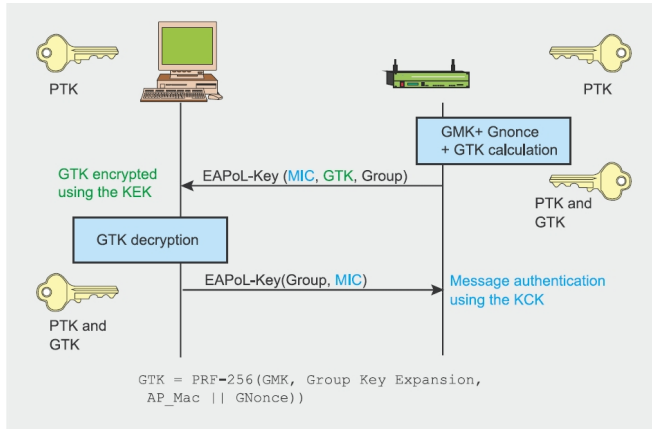 PTK
PTK
GMK+ Gnonce
+ GTK calculation
GTK encrypted
using the KEK
EAPoL-Key (MIC, GTK, Group)
PTK and
GTK
GTK decryption
EAPoL-Key(Group, MIC)
Message authentication
using the KCK
PTK and
GTK
GTK = PRF-256(GMK, Group Key Expansion,
AP_Mac || GNonce))